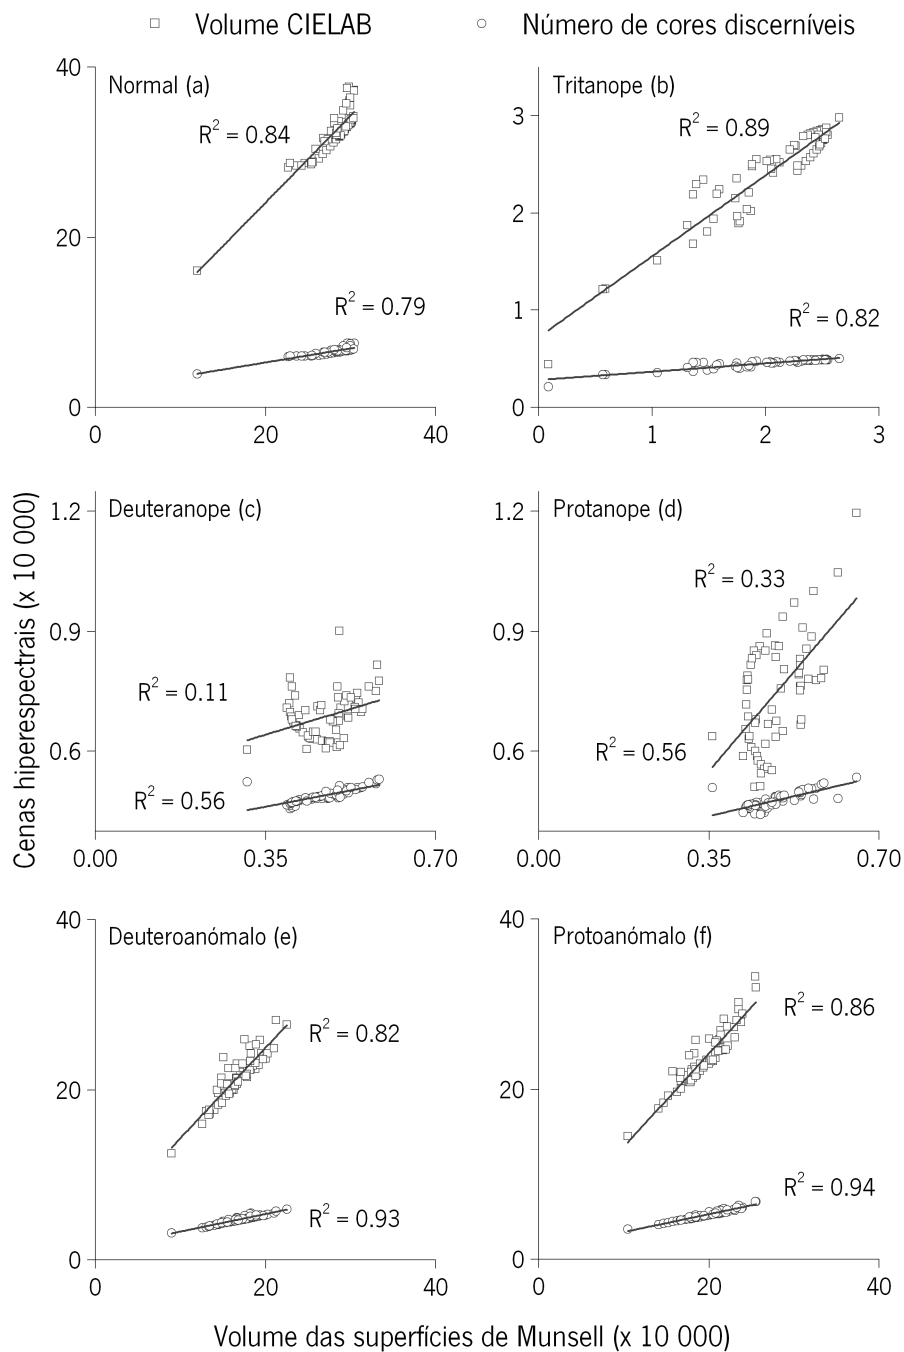 Volume CIELAB
Número de cores discerníveis
Normal (a)
Tritanope (b)
40
20
0
0
20
40
R² = 0.84
R² = 0.79
3
2
1
0
0
1
2
3
R² = 0.89
R² = 0.82
Cenas hiperespectrais (x 10 000)
Deuteranope (c)
Protanope (d)
1.2
0.9
0.6
0.00
0.35
0.70
R² = 0.11
R² = 0.56
1.2
0.9
0.6
0.00
0.35
0.70
R² = 0.33
R² = 0.56
Deuteroanómalo (e)
Protoanómalo (f)
40
20
0
0
20
40
R² = 0.82
R² = 0.93
40
20
0
0
20
40
R² = 0.86
R² = 0.94
Volume das superfícies de Munsell (x 10 000)